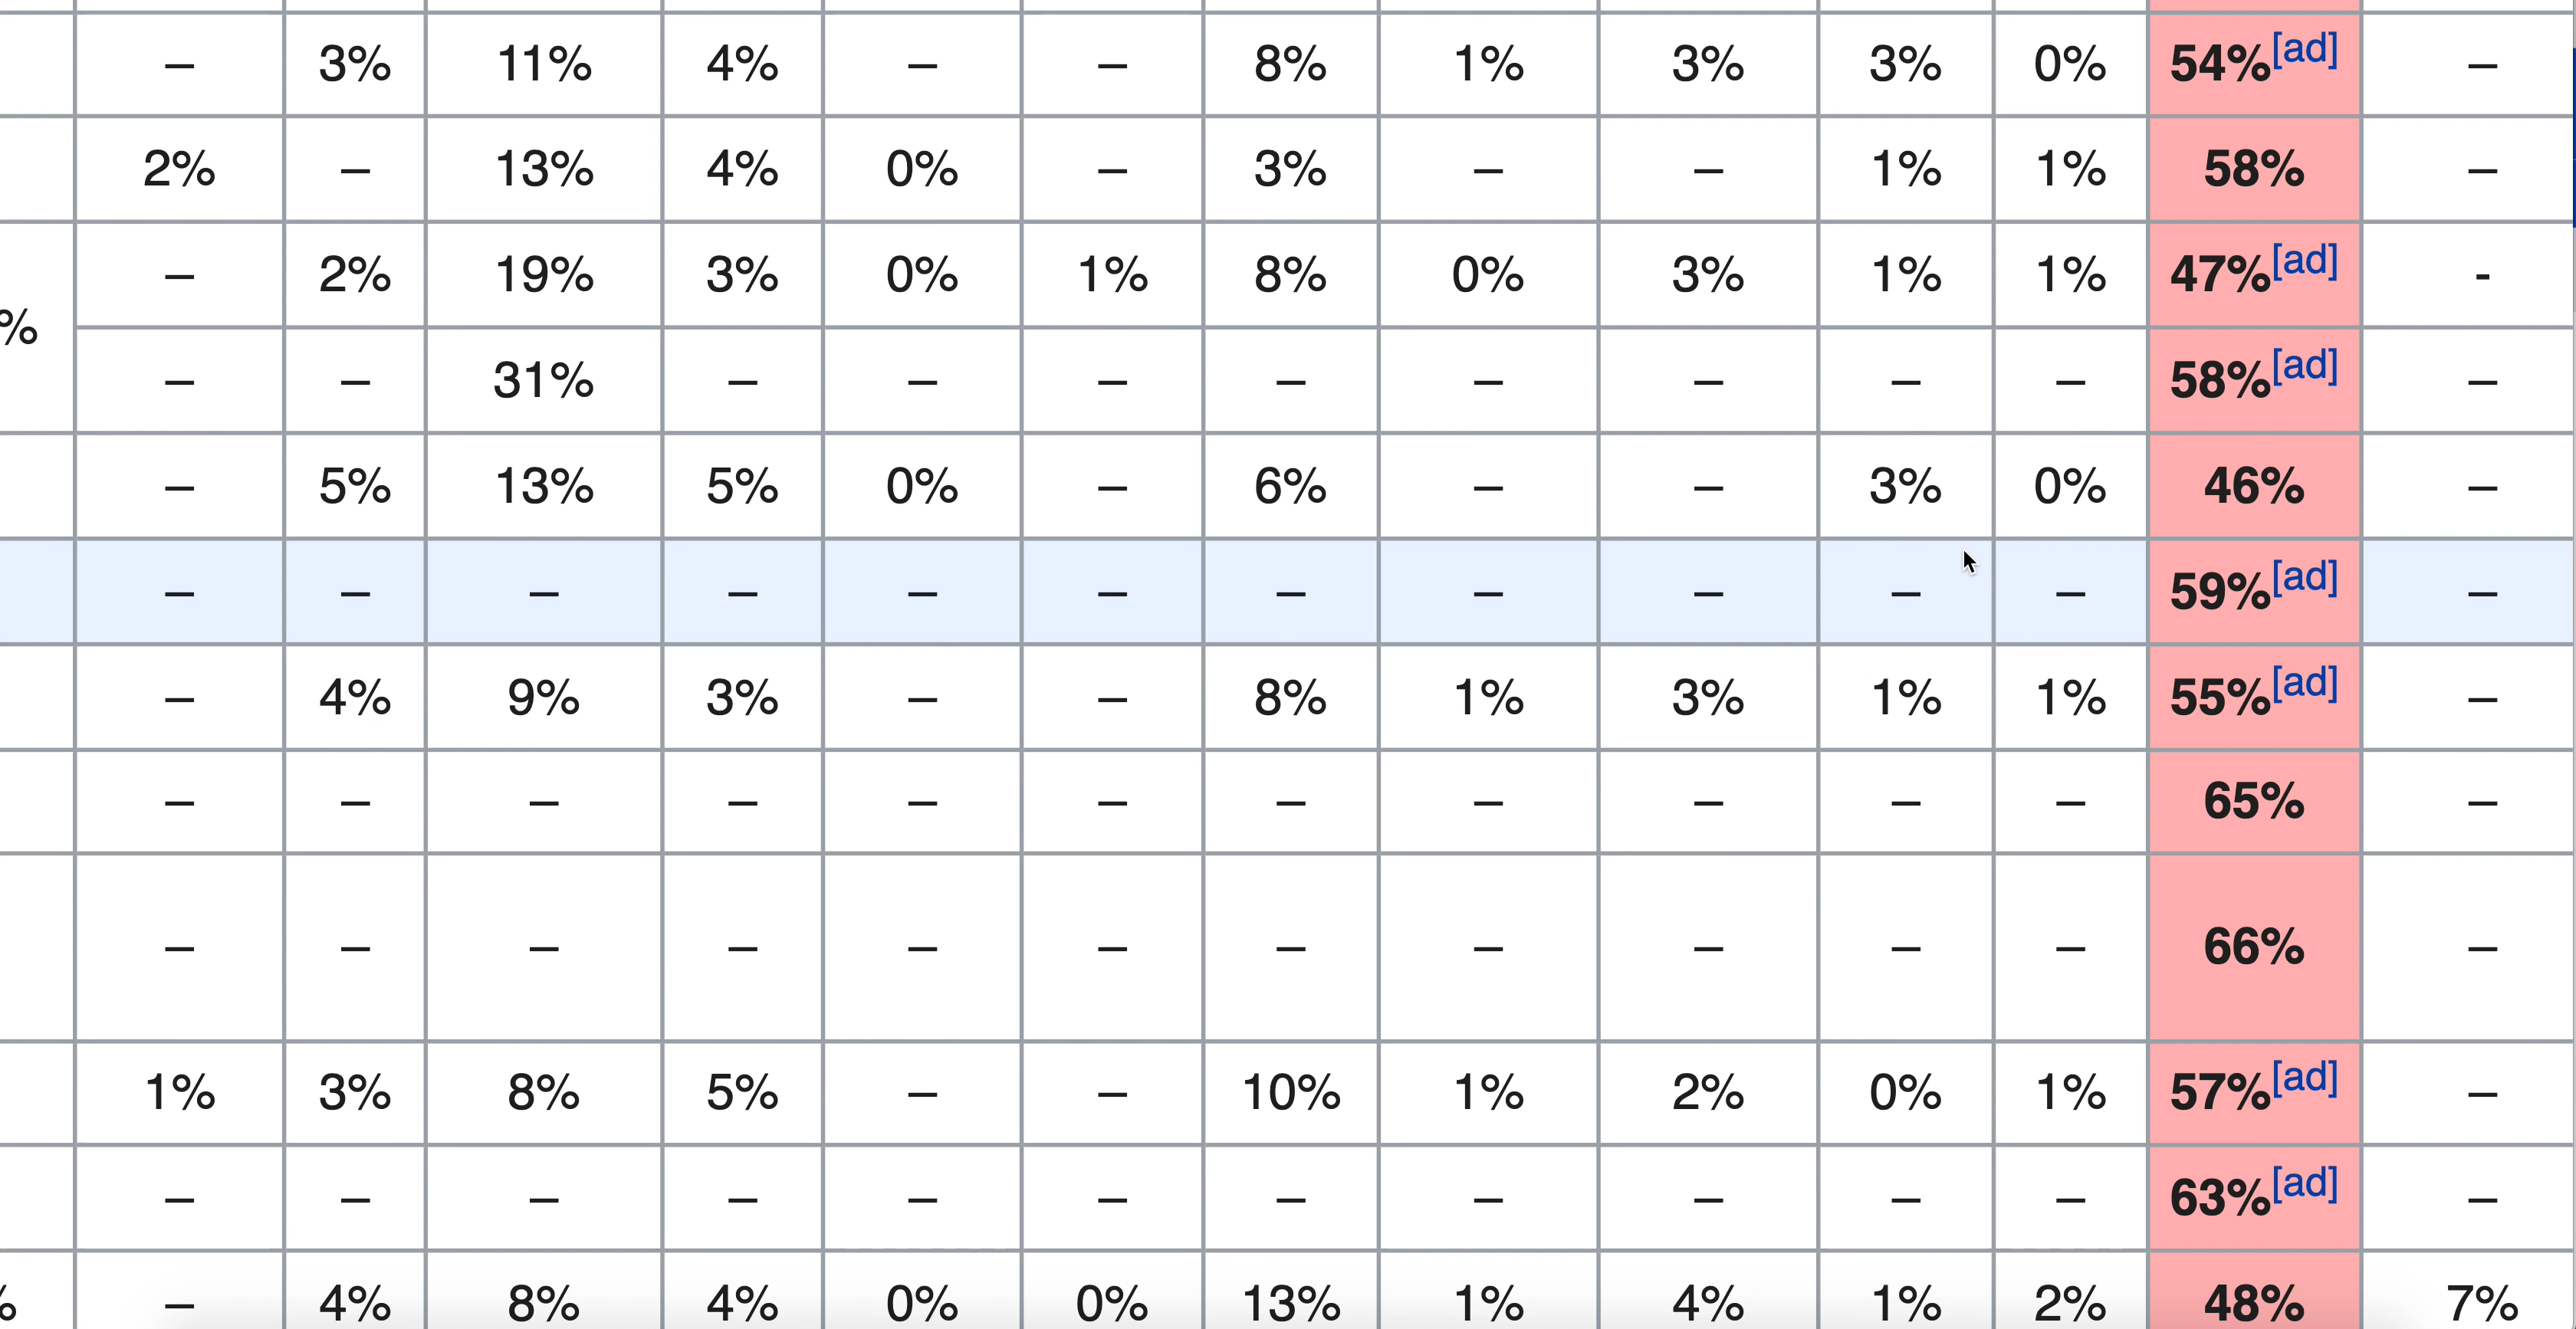 – 3% 11% 4% – – 8% 1% 3% 3% 0% 54%[ad] –
2% – 13% 4% 0% – 3% – – 1% 1% 58% –
– 2% 19% 3% 0% 1% 8% 0% 3% 1% 1% 47%[ad] -
%
– – 31% – – – – – – – – 58%[ad] –
– 5% 13% 5% 0% – 6% – – 3% 0% 46% –
– – – – – – – – – – – 59%[ad] –
– 4% 9% 3% – – 8% 1% 3% 1% 1% 55%[ad] –
– – – – – – – – – – – 65% –
– – – – – – – – – – – 66% –
1% 3% 8% 5% – – 10% 1% 2% 0% 1% 57%[ad] –
– – – – – – – – – – – 63%[ad] –
% – 4% 8% 4% 0% 0% 13% 1% 4% 1% 2% 48% 7%